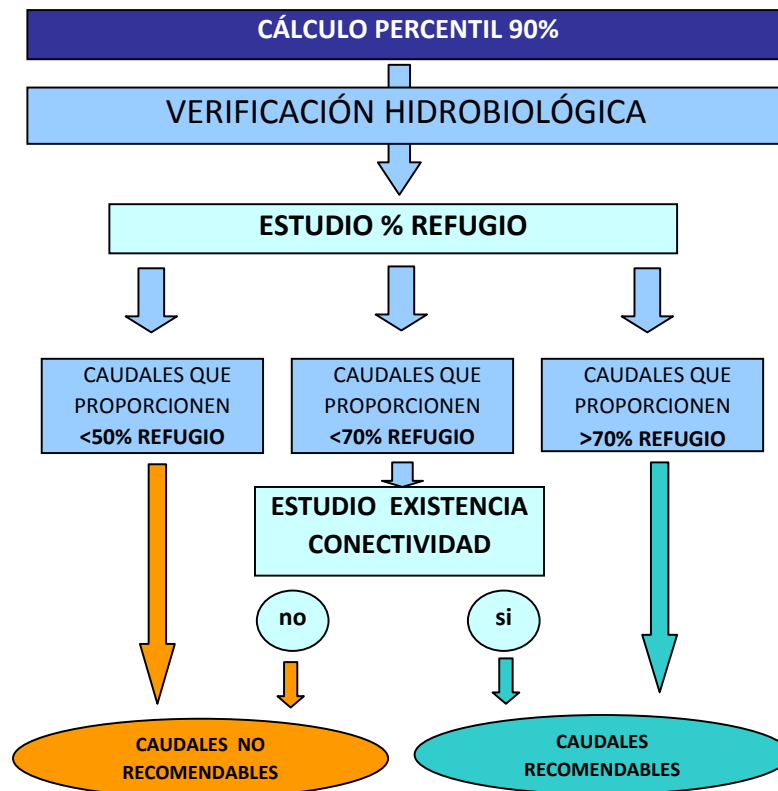 CÁLCULO PERCENTIL 90%
VERIFICACIÓN HIDROBIOLÓGICA
ESTUDIO % REFUGIO
CAUDALES QUE
PROPORCIONEN
<50% REFUGIO
CAUDALES QUE
PROPORCIONEN
<70% REFUGIO
CAUDALES QUE
PROPORCIONEN
>70% REFUGIO
ESTUDIO EXISTENCIA
CONECTIVIDAD
no
si
CAUDALES NO
RECOMENDABLES
CAUDALES
RECOMENDABLES